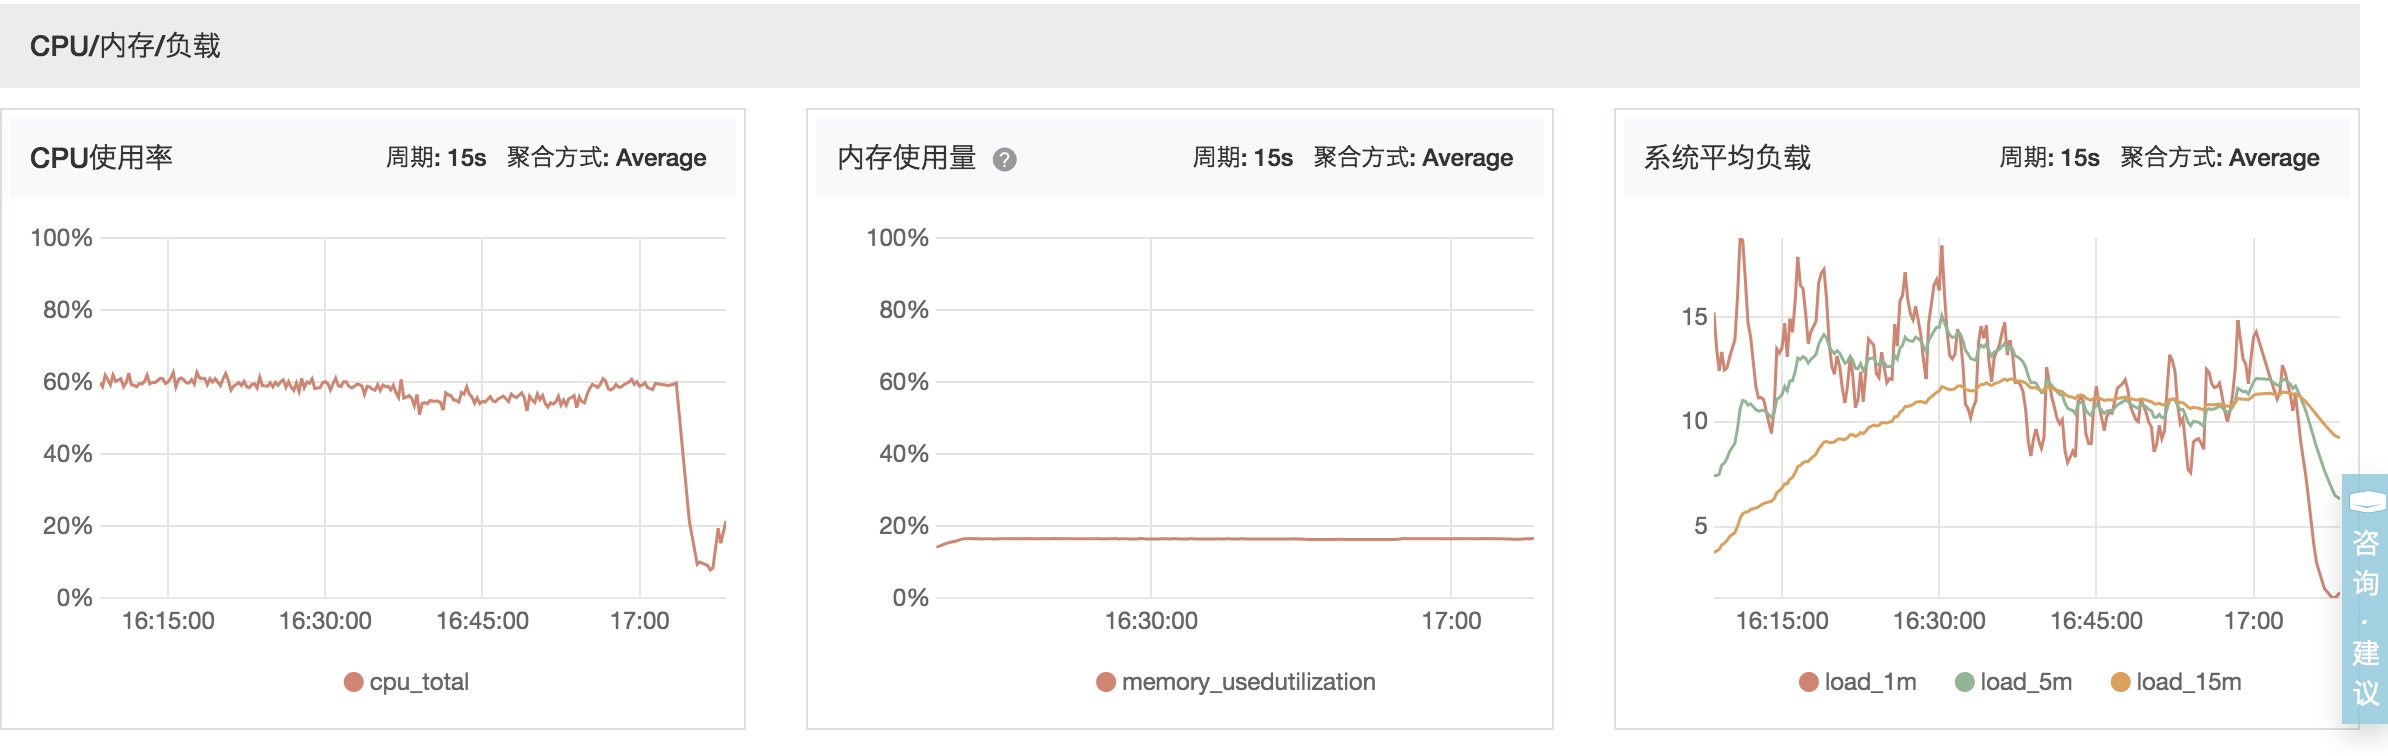 CPU/内存/负载
CPU使用率 周期: 15s 聚合方式: Average
100%
80%
60%
40%
20%
0%
16:15:00 16:30:00 16:45:00 17:00
cpu_total
内存使用量 ? 周期: 15s 聚合方式: Average
100%
80%
60%
40%
20%
0%
16:30:00 17:00
memory_usedutilization
系统平均负载 周期: 15s 聚合方式: Average
15
10
5
16:15:00 16:30:00 16:45:00 17:00
load_1m load_5m load_15m
咨询·建议